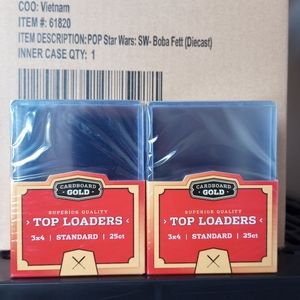 COO: Vietnam
ITEM #: 61820
ITEM DESCRIPTION:POP Star Wars: SW- Boba Fett (Diecast)
INNER CASE QTY: 1
CARDBOARD
GOLD
SUPERIOR QUALITY
TOP LOADERS
3x4 | STANDARD | 25ct
CARDBOARD
GOLD
SUPERIOR QUALITY
TOP LOADERS
3x4 | STANDARD | 25ct